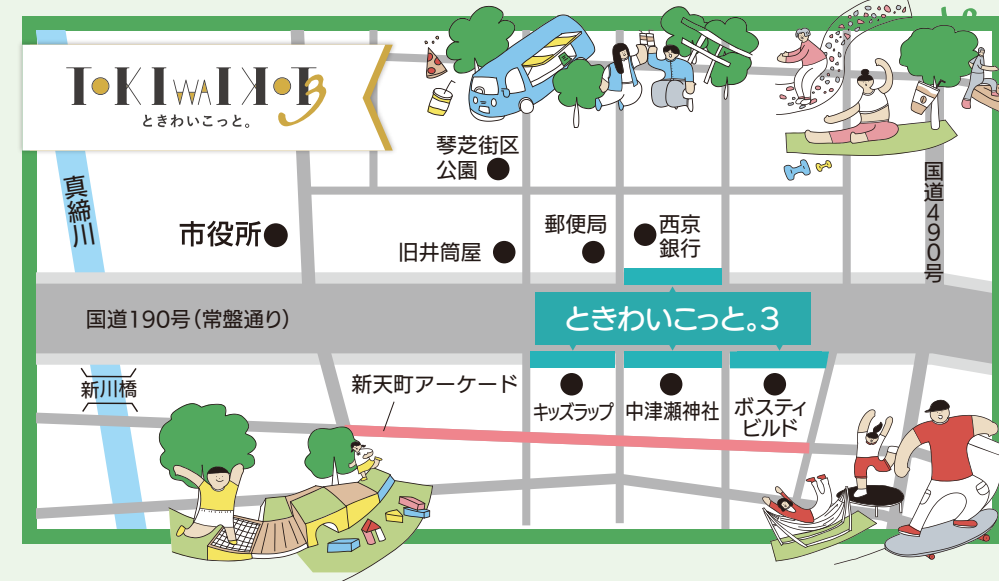 TOKIWAIKOT3
ときわいこっと。
琴芝街区
公園
真締川
国道490号
市役所
旧井筒屋
郵便局
西京
銀行
国道190号(常盤通り)
ときわいこっと。3
新川橋
新天町アーケード
キッズラップ
中津瀬神社
ボスティ
ビルド